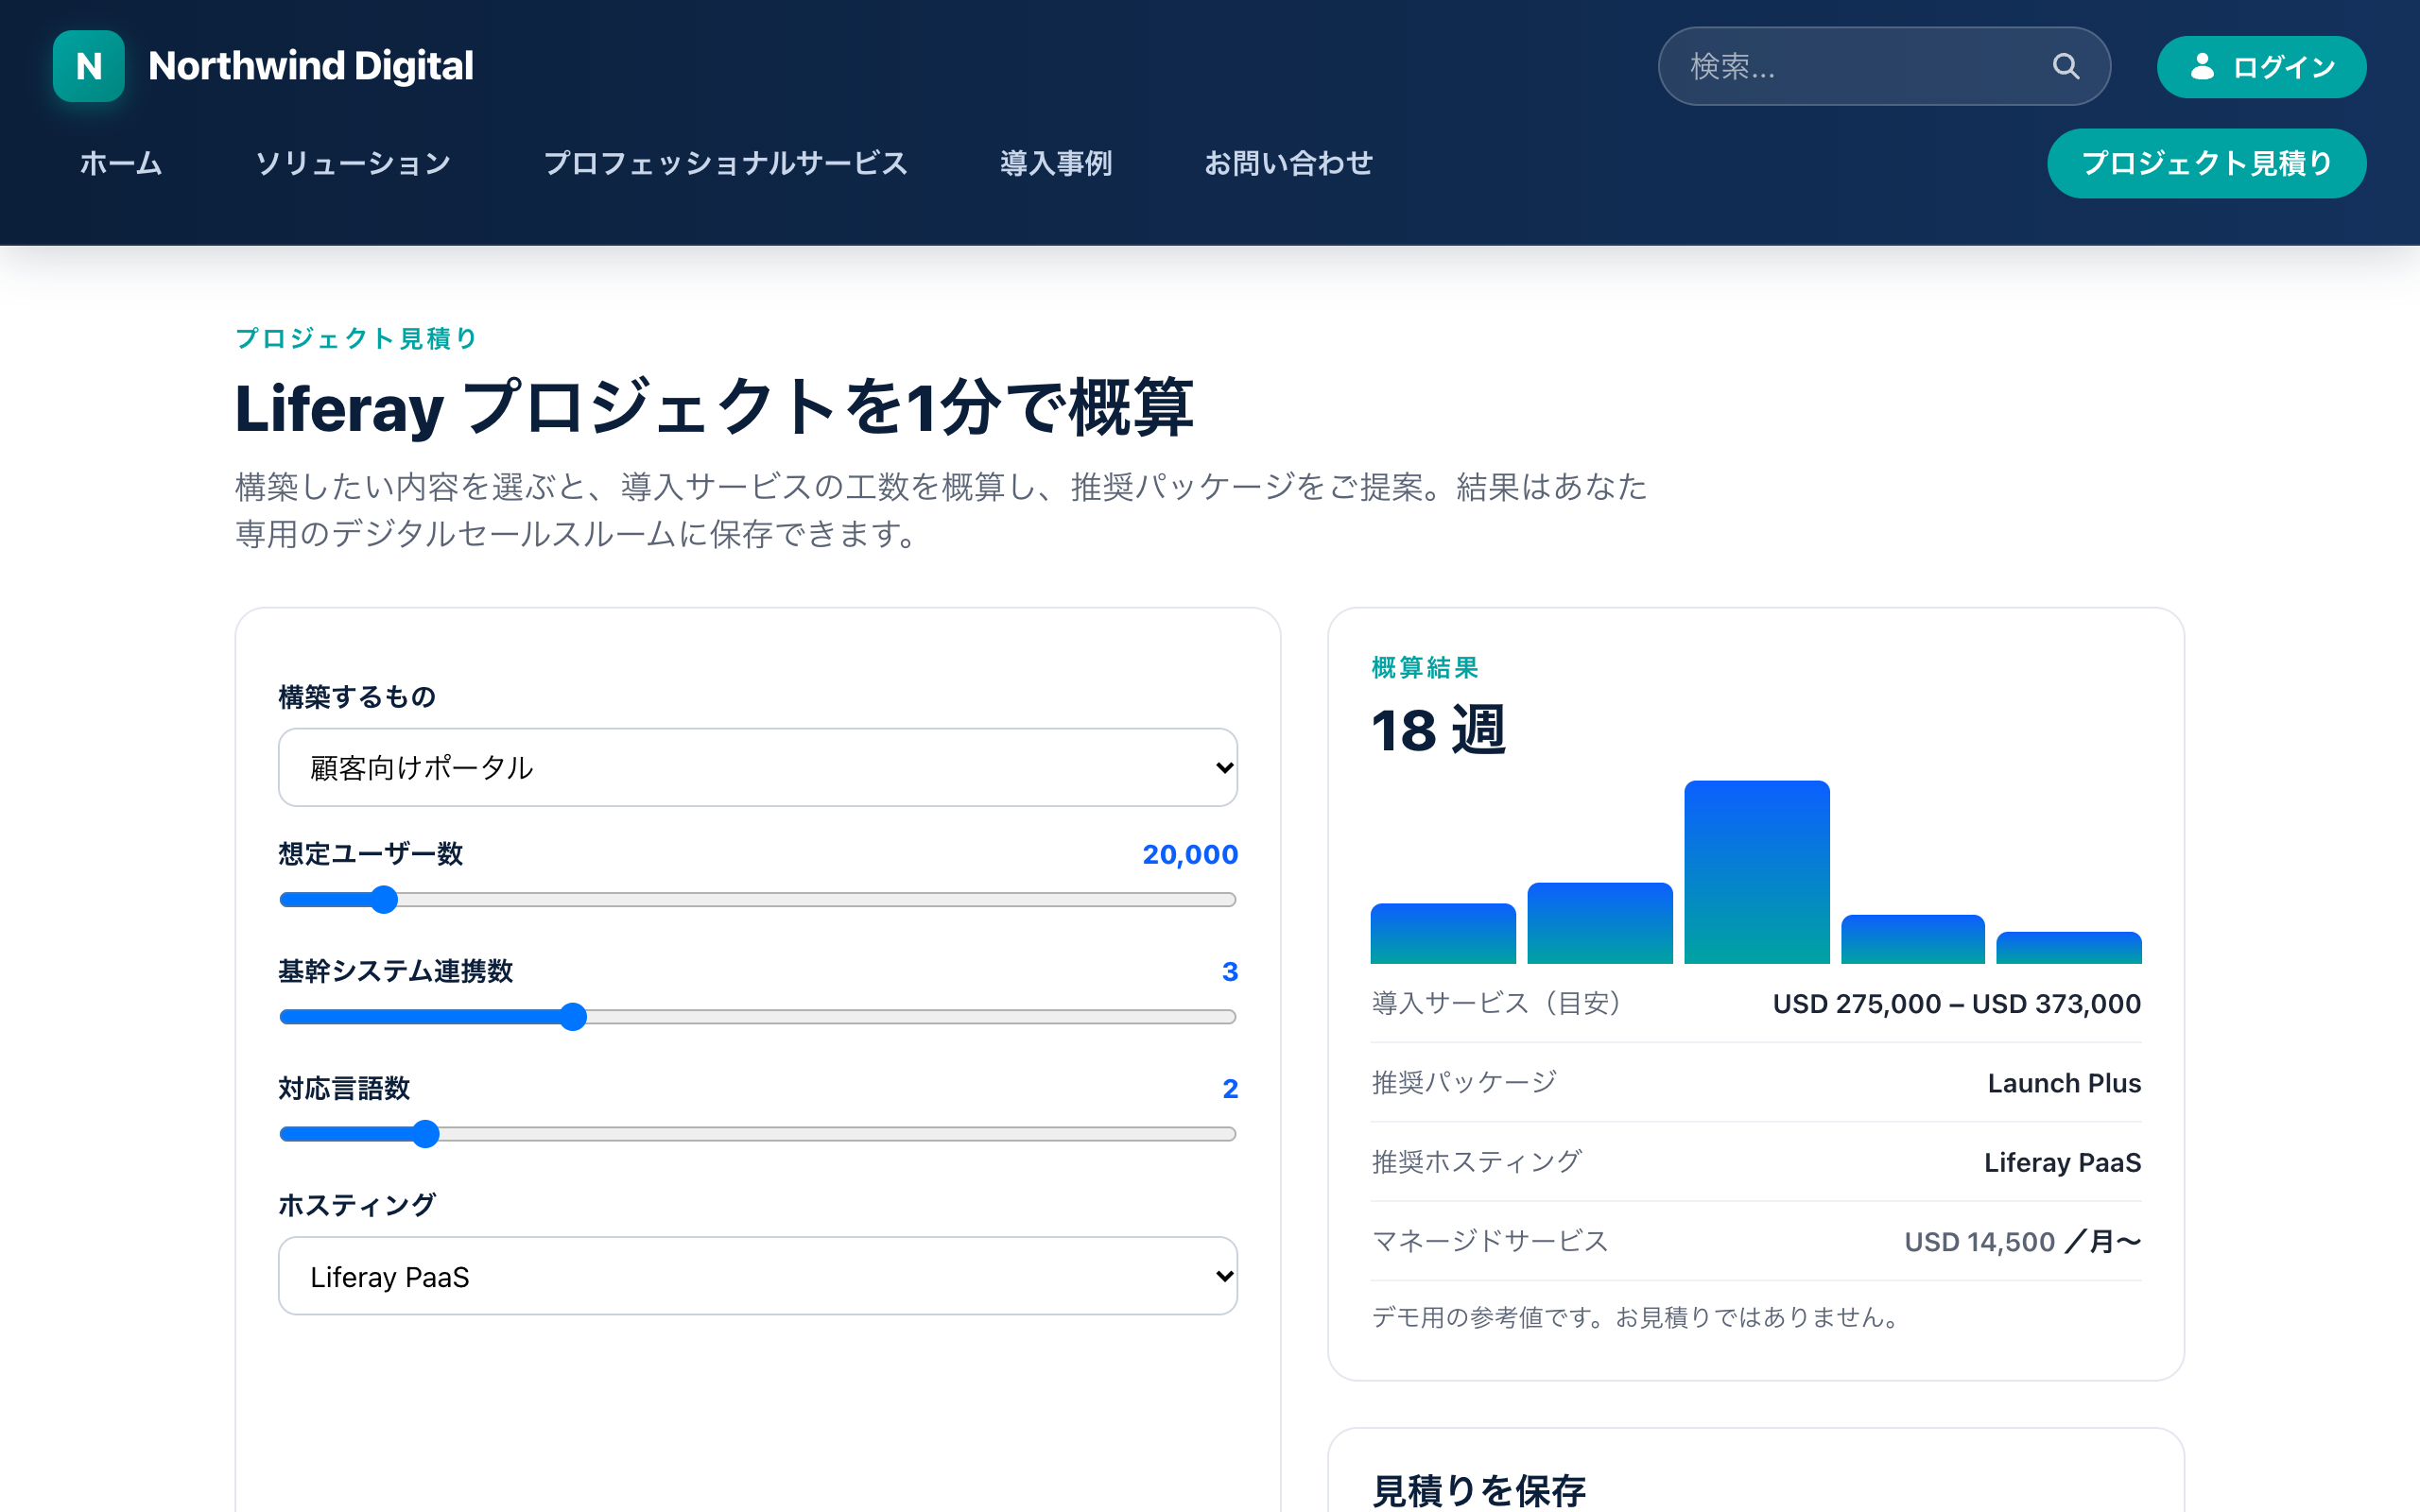 N
Northwind Digital
検索...
ログイン
ホーム
ソリューション
プロフェッショナルサービス
導入事例
お問い合わせ
プロジェクト見積り
プロジェクト見積り
Liferay プロジェクトを1分で概算
構築したい内容を選ぶと、導入サービスの工数を概算し、推奨パッケージをご提案。結果はあなた
専用のデジタルセールスルームに保存できます。
構築するもの
顧客向けポータル
想定ユーザー数 20,000
基幹システム連携数 3
対応言語数 2
ホスティング
Liferay PaaS
概算結果
18 週
導入サービス（目安） USD 275,000 – USD 373,000
推奨パッケージ Launch Plus
推奨ホスティング Liferay PaaS
マネージドサービス USD 14,500 ／月〜
デモ用の参考値です。お見積りではありません。
見積りを保存